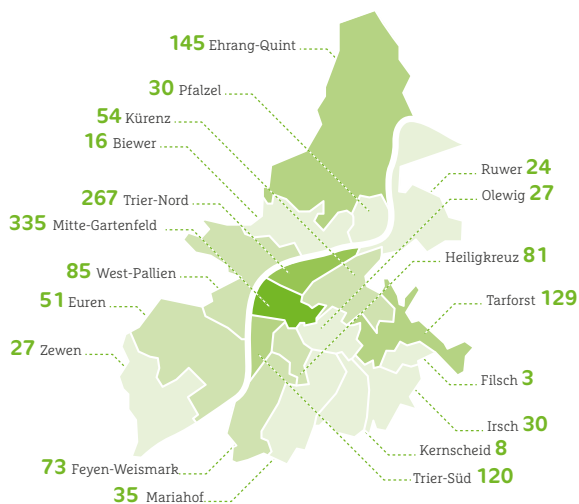 145 Ehrang-Quint
30 Pfalzel
54 Kürenz
16 Biewer
267 Trier-Nord
335 Mitte-Gartenfeld
85 West-Pallien
51 Euren
27 Zewen
73 Feyen-Weismark
35 Mariahof
Ruwer 24
Olewig 27
Heiligkreuz 81
Tarforst 129
Filsch 3
Irsch 30
Kernscheid 8
Trier-Süd 120